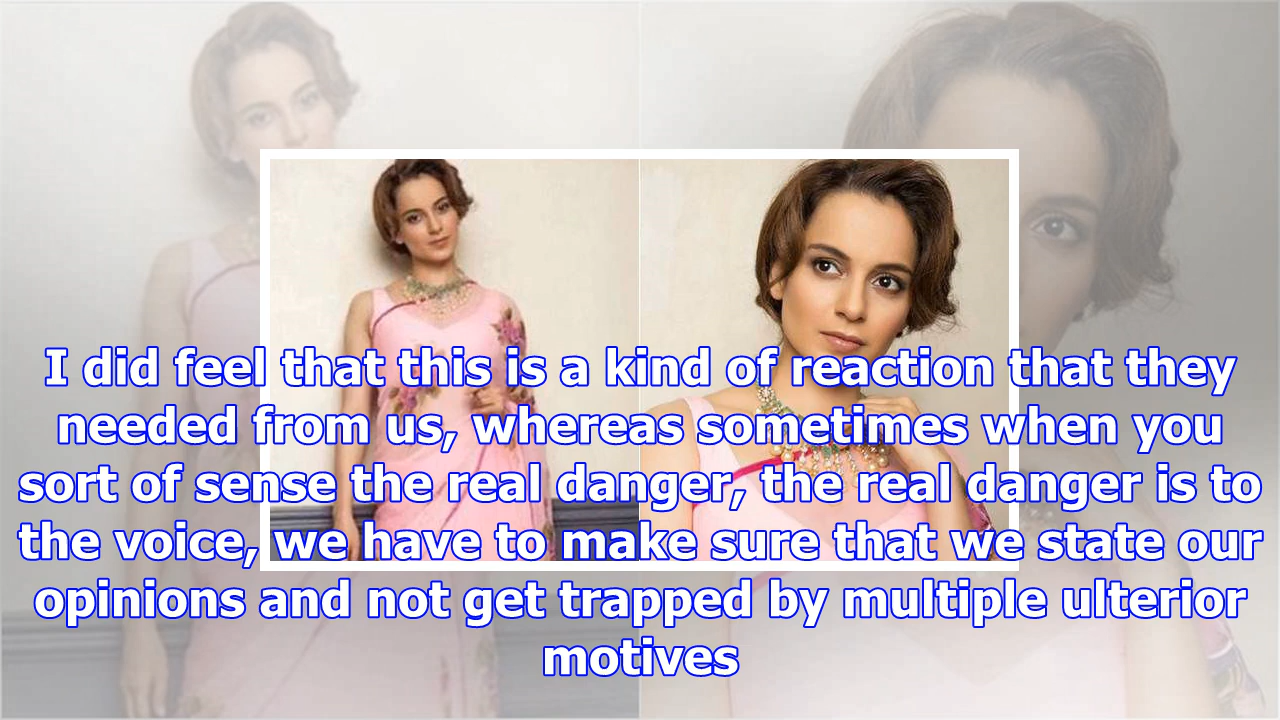 I did feel that this is a kind of reaction that they
needed from us, whereas sometimes when you
sort of sense the real danger, the real danger is to
the voice, we have to make sure that we state our
opinions and not get trapped by multiple ulterior
motives